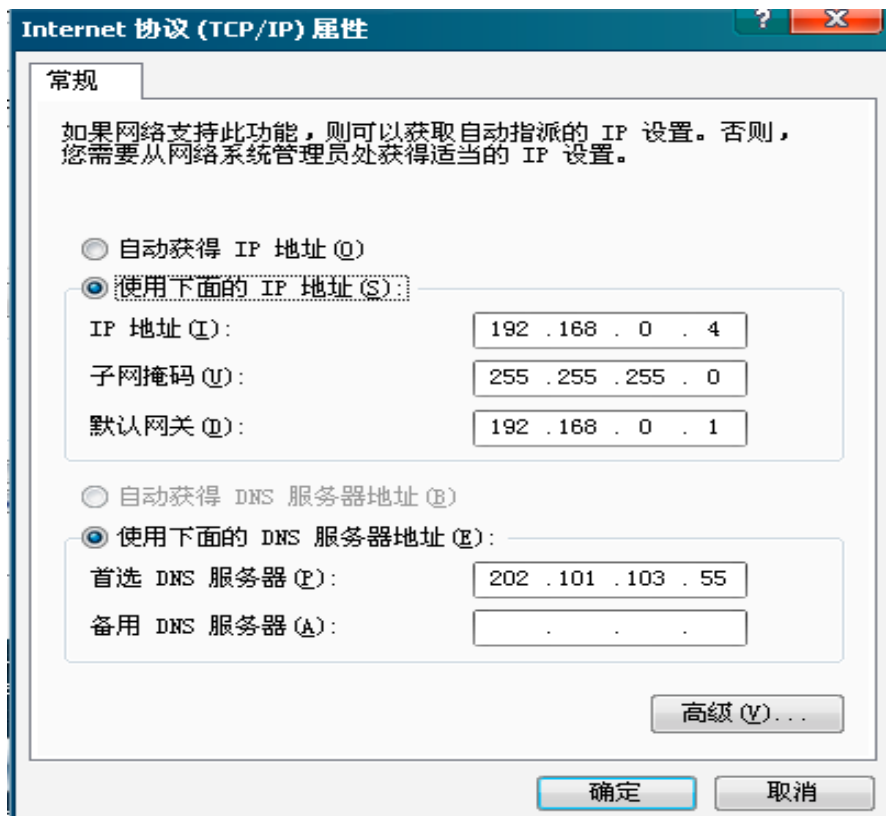 Internet 协议 (TCP/IP) 属性
?
常规
如果网络支持此功能，则可以获取自动指派的 IP 设置。否则，
您需要从网络系统管理员处获得适当的 IP 设置。
自动获得 IP 地址(O)
使用下面的 IP 地址(S):
IP 地址(I): 192 .168 . 0 . 4
子网掩码(U): 255 .255 .255 . 0
默认网关(D): 192 .168 . 0 . 1
自动获得 DNS 服务器地址(B)
使用下面的 DNS 服务器地址(E):
首选 DNS 服务器(P): 202 .101 .103 . 55
备用 DNS 服务器(A): . . .
高级(V)...
确定 取消